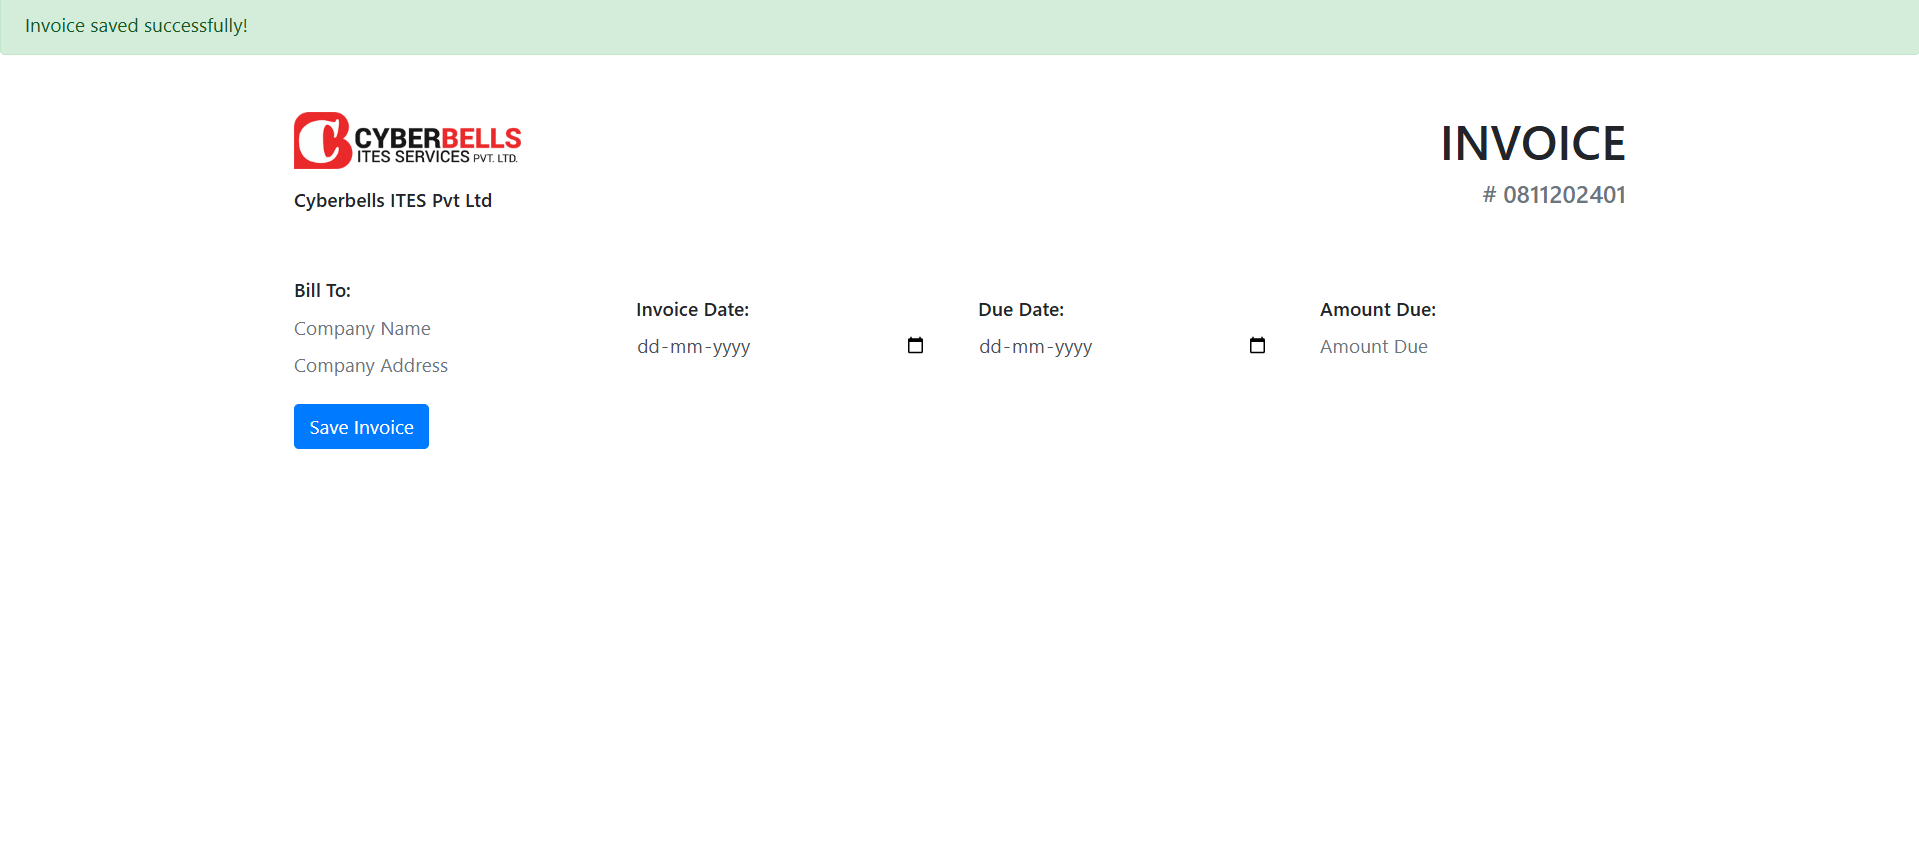 Invoice saved successfully!
CYBERBELLS
ITES SERVICES PVT. LTD.
Cyberbells ITES Pvt Ltd
INVOICE
# 0811202401
Bill To:
Company Name
Company Address
Invoice Date:
dd-mm-yyyy
Due Date:
dd-mm-yyyy
Amount Due:
Amount Due
Save Invoice